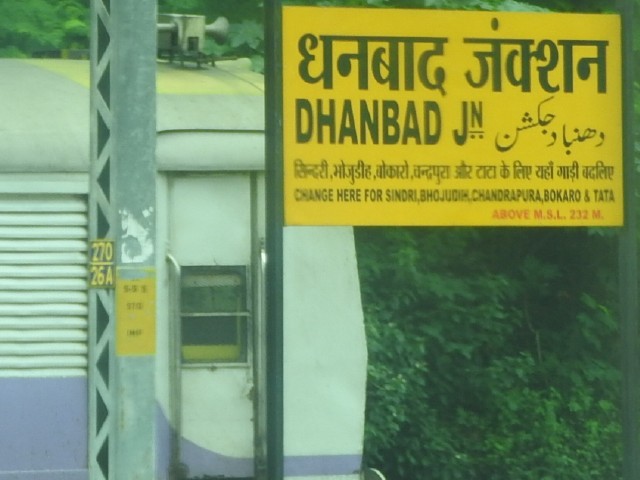 धनबाद जंक्शन
DHANBAD JN
دھنباد جکشن
सिन्दरी,भोजुडीह,बोकारो,चन्द्रपुरा और टाटा के लिए यहाँ गाड़ी बदलिए
CHANGE HERE FOR SINDRI,BHOJUDIH,CHANDRAPURA,BOKARO & TATA
ABOVE M.S.L. 232 M.
270
26A